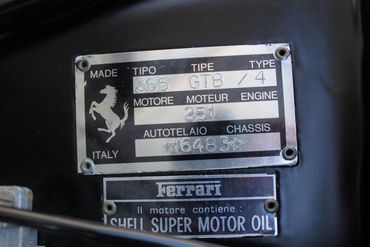 MADE TIPO TIPE TYPE
365 GTB / 4
MOTORE MOTEUR ENGINE
251
AUTOTELAIO CHASSIS
☆16483☆
ITALY
Ferrari
Il motore contiene :
SHELL SUPER MOTOR OIL